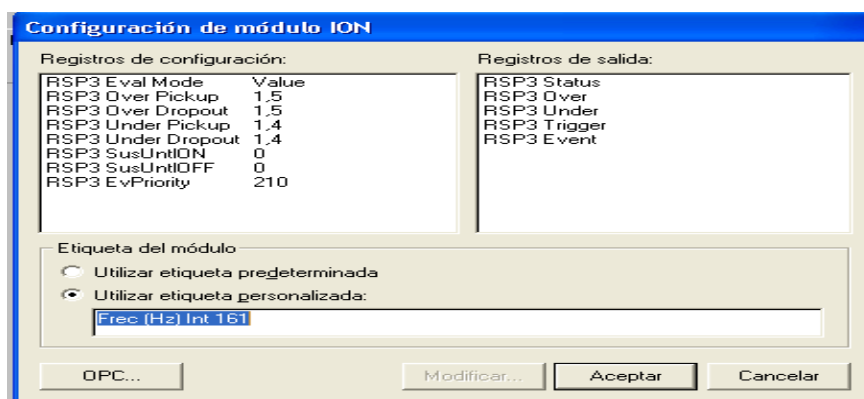 Configuración de módulo ION
Registros de configuración:
RSP3 Eval Mode Value
RSP3 Over Pickup 1,5
RSP3 Over Dropout 1,5
RSP3 Under Pickup 1,4
RSP3 Under Dropout 1,4
RSP3 SusUntlON 0
RSP3 SusUntlOFF 0
RSP3 EvPriority 210
Registros de salida:
RSP3 Status
RSP3 Over
RSP3 Under
RSP3 Trigger
RSP3 Event
Etiqueta del módulo
Utilizar etiqueta predeterminada
Utilizar etiqueta personalizada:
Frec (Hz) Int 161
OPC...
Modificar...
Aceptar
Cancelar